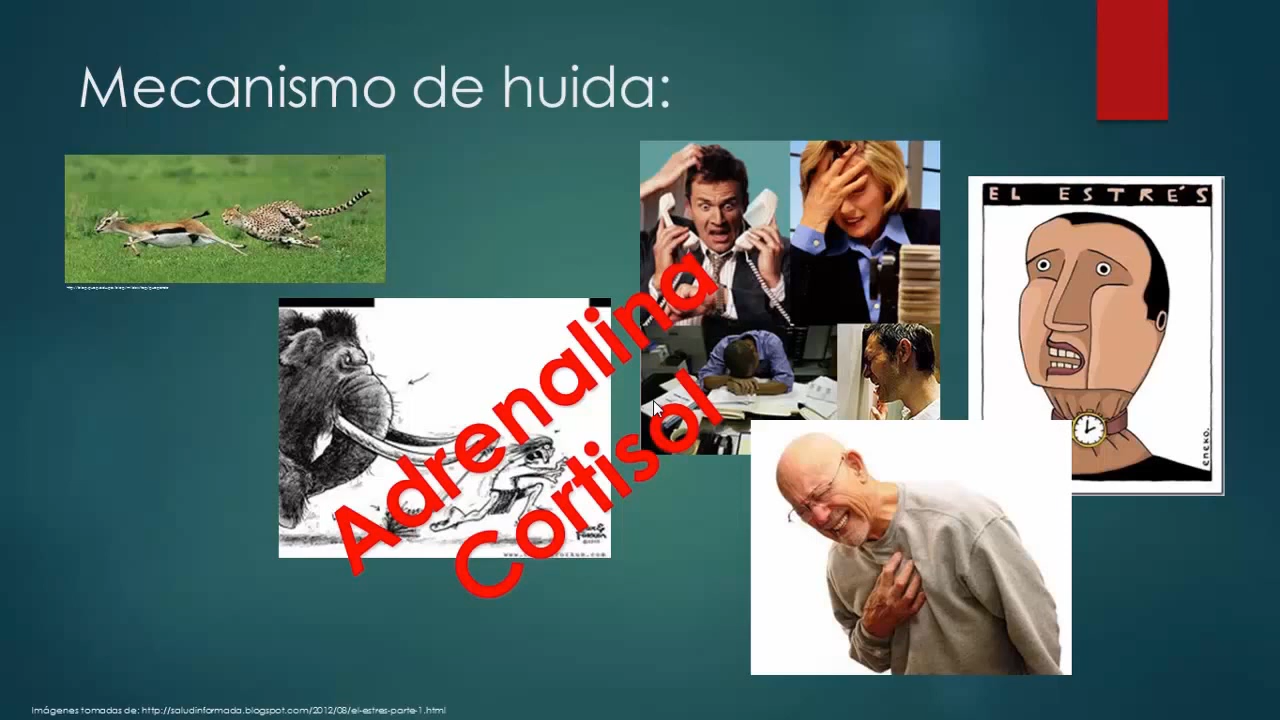 Mecanismo de huida:
EL ESTRÉS
Adrenalina
Cortisol
ENEKO.
Imágenes tomadas de: http://saludinformada.blogspot.com/2012/08/el-estres-parte-1.html